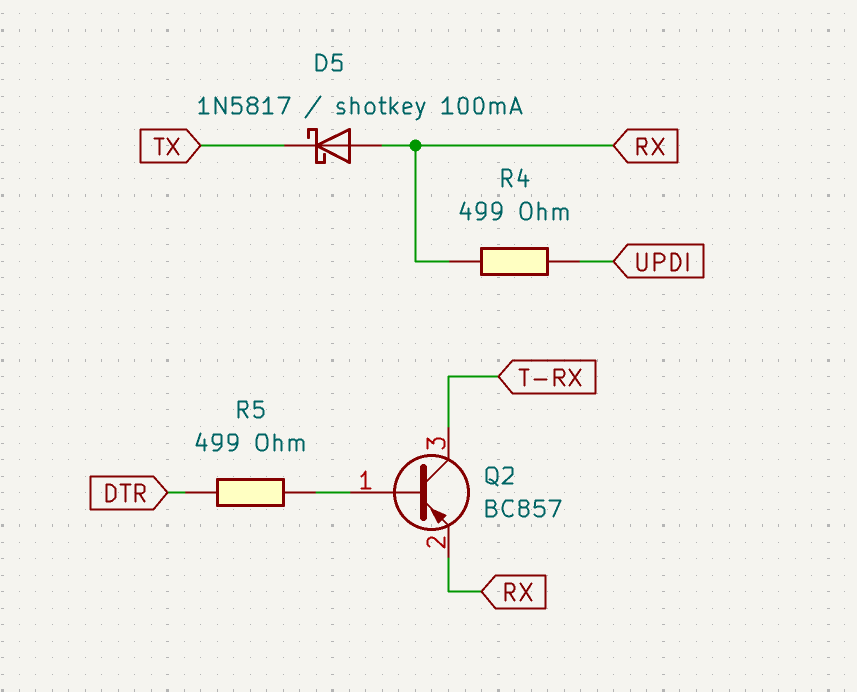 D5
1N5817 / shotkey 100mA
TX
RX
R4
499 Ohm
UPDI
T-RX
R5
499 Ohm
3
DTR
1
Q2
BC857
2
RX